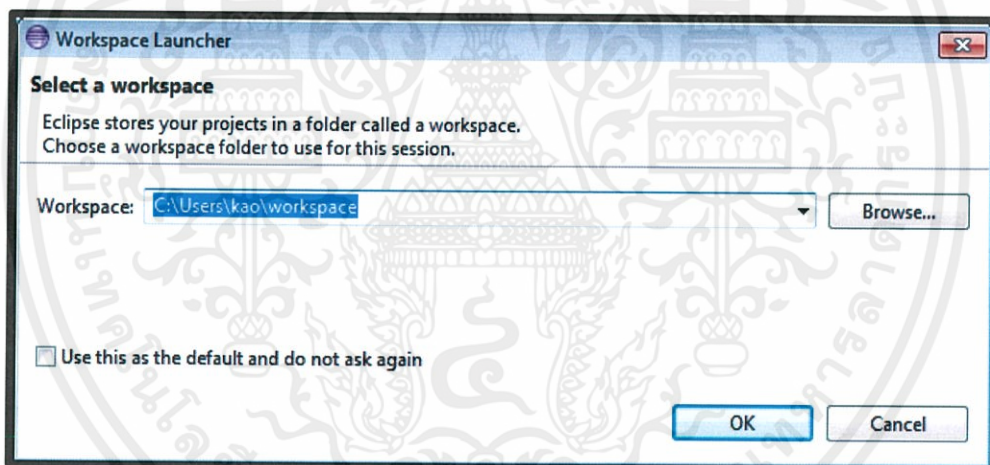 Workspace Launcher
Select a workspace
Eclipse stores your projects in a folder called a workspace.
Choose a workspace folder to use for this session.
Workspace: C:\Users\kao\workspace Browse...
Use this as the default and do not ask again
OK Cancel